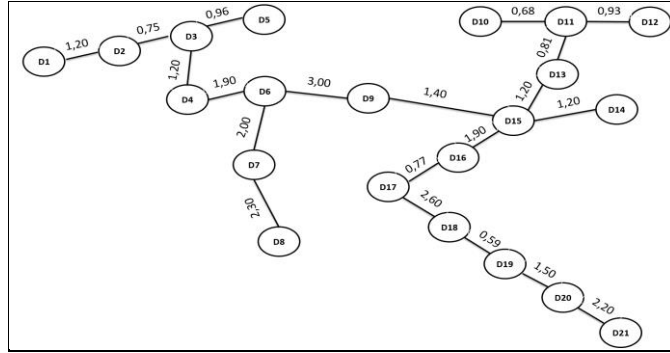 D1
1,20
D2
0,75
D3
0,96
D5
1,20
D4
1,90
D6
3,00
D9
1,40
2,00
D7
2,30
D8
D10
0,68
D11
0,93
D12
0,81
D13
1,20
D15
1,20
D14
1,90
D16
0,77
D17
2,60
D18
0,59
D19
1,50
D20
2,20
D21